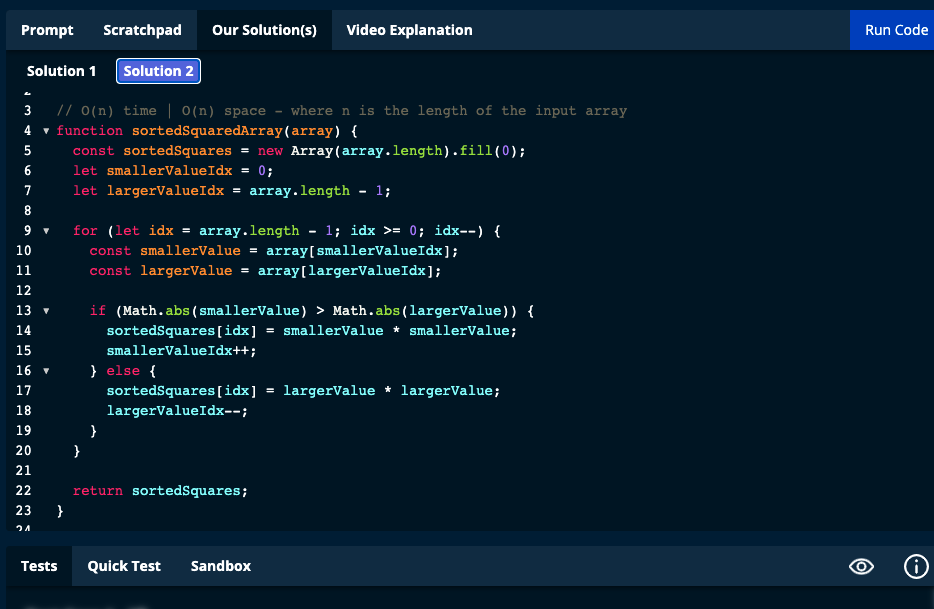 Prompt Scratchpad Our Solution(s) Video Explanation Run Code
Solution 1 Solution 2
3 // O(n) time | O(n) space - where n is the length of the input array
4 function sortedSquaredArray(array) {
5 const sortedSquares = new Array(array.length).fill(0);
6 let smallerValueIdx = 0;
7 let largerValueIdx = array.length - 1;
8
9 for (let idx = array.length - 1; idx >= 0; idx--) {
10 const smallerValue = array[smallerValueIdx];
11 const largerValue = array[largerValueIdx];
12
13 if (Math.abs(smallerValue) > Math.abs(largerValue)) {
14 sortedSquares[idx] = smallerValue * smallerValue;
15 smallerValueIdx++;
16 } else {
17 sortedSquares[idx] = largerValue * largerValue;
18 largerValueIdx--;
19 }
20 }
21
22 return sortedSquares;
23 }
24
Tests Quick Test Sandbox